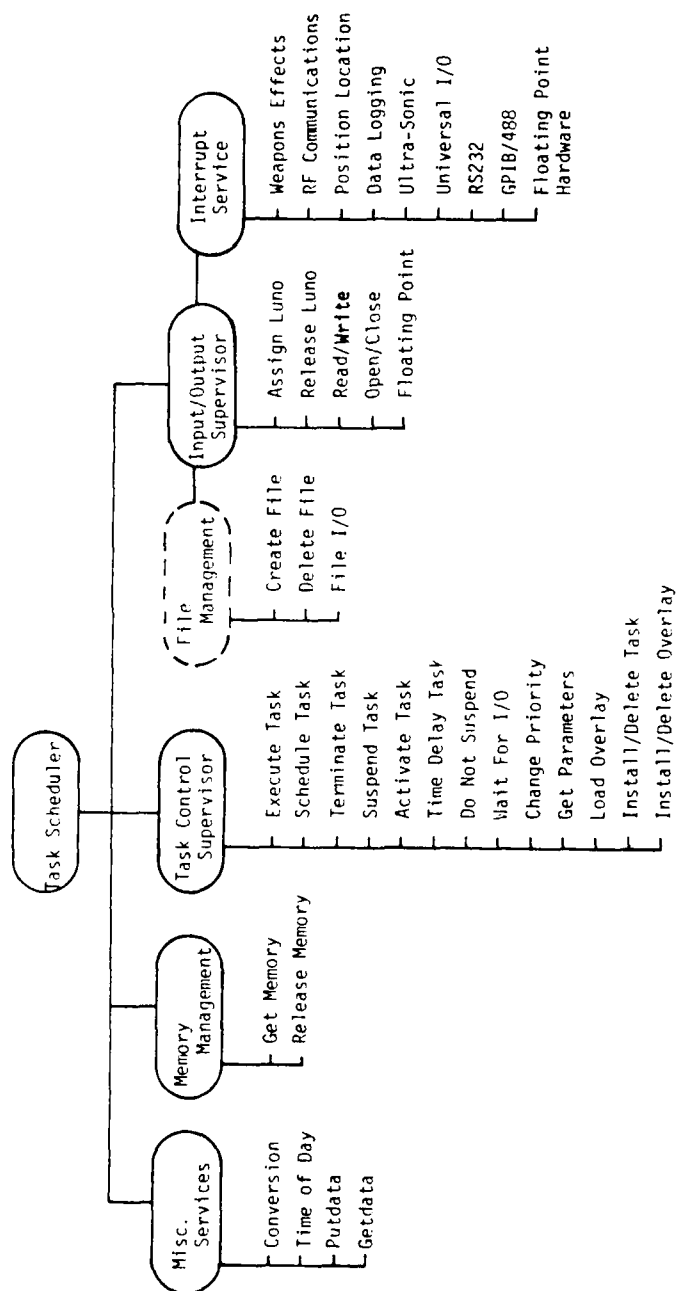 Task Scheduler
Misc.
Services
Conversion
Time of Day
Putdata
Getdata
Memory
Management
Get Memory
Release Memory
Task Control
Supervisor
Execute Task
Schedule Task
Terminate Task
Suspend Task
Activate Task
Time Delay Task
Do Not Suspend
Wait For I/O
Change Priority
Get Parameters
Load Overlay
Install/Delete Task
Install/Delete Overlay
File
Management
Create File
Delete File
File I/O
Input/Output
Supervisor
Assign Luno
Release Luno
Read/Write
Open/Close
Floating Point
Interrupt
Service
Weapons Effects
RF Communications
Position Location
Data Logging
Ultra-Sonic
Universal I/O
RS232
GPIB/488
Floating Point
Hardware